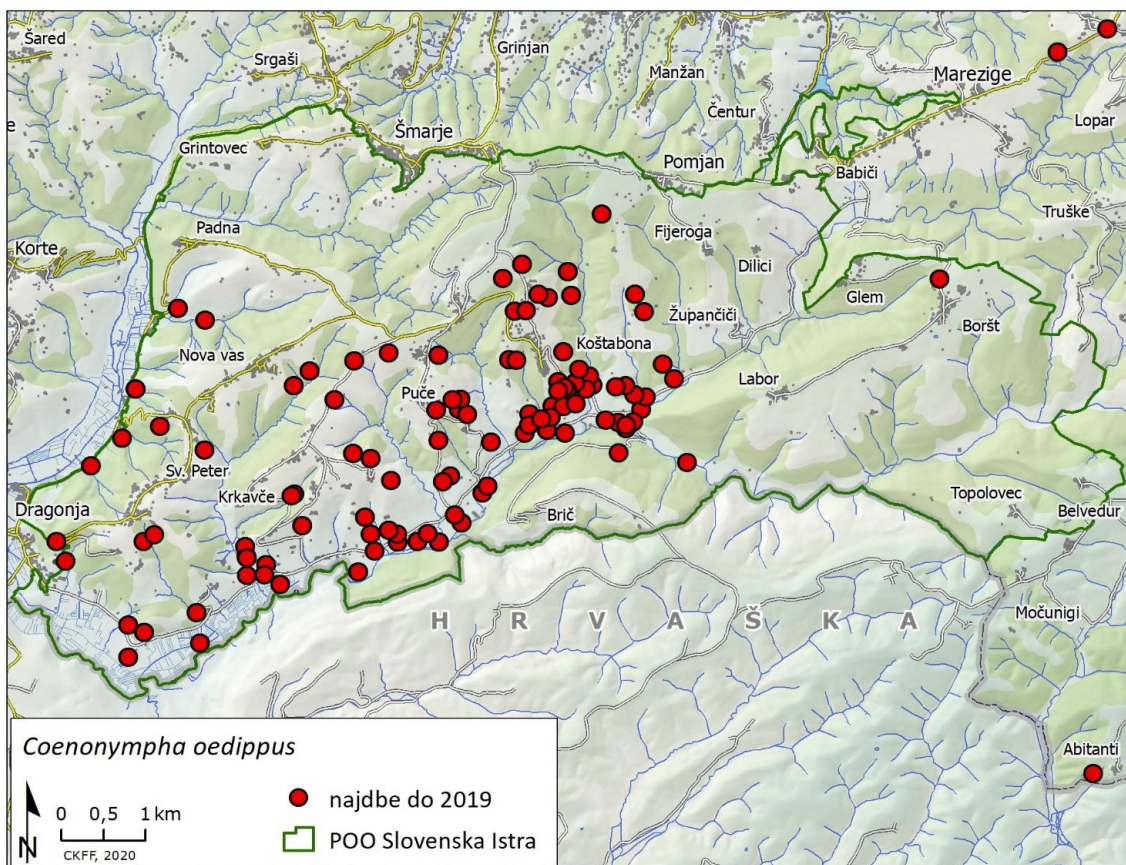 Šared
Srgaši
Grinjan
Manžan
Marezige
Čentur
Lopar
e
Šmarje
Grintovec
Pomjan
Babiči
Truške
Padna
Fijeroga
Korte
Dilici
Glem
Nova vas
Župančiči
Boršt
Koštabona
Labor
Puče
Sv. Peter
Krkavče
Topolovec
Dragonja
Brič
Belvedur
HRVAŠKA
Močunigi
Abitanti
Coenonympha oedippus
najdbe do 2019
0 0,5 1 km
N
POO Slovenska Istra
CKFF, 2020